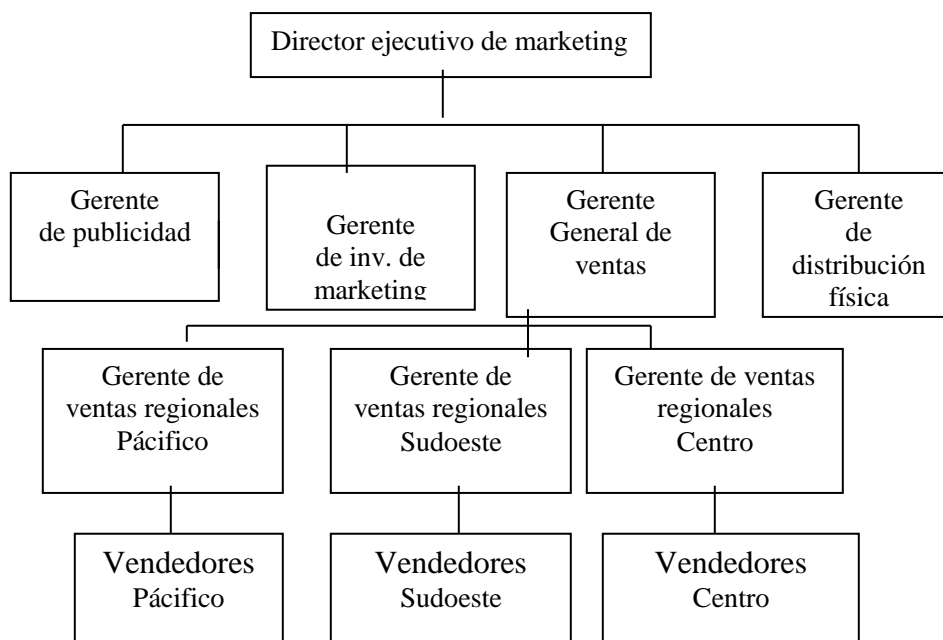 Director ejecutivo de marketing
Gerente
de publicidad
Gerente
de inv. de
marketing
Gerente
General de
ventas
Gerente
de
distribución
física
Gerente de
ventas regionales
Pácifico
Gerente de
ventas regionales
Sudoeste
Gerente de ventas
regionales
Centro
Vendedores
Pácifico
Vendedores
Sudoeste
Vendedores
Centro